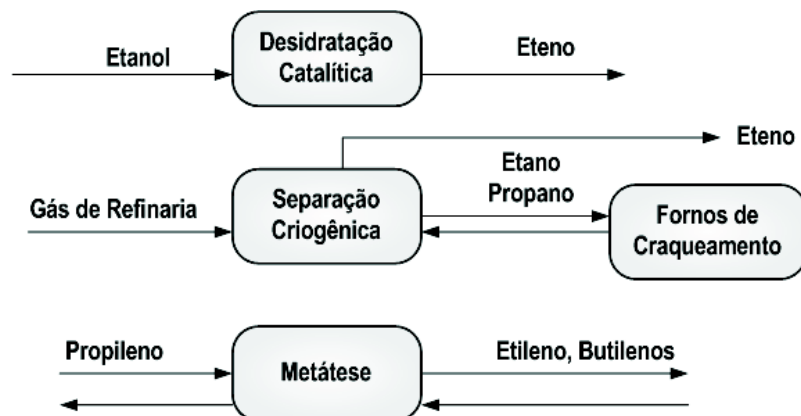 Etanol
Desidratação
Catalítica
Eteno
Eteno
Gás de Refinaria
Separação
Criogênica
Etano
Propano
Fornos de
Craqueamento
Propileno
Metátese
Etileno, Butilenos